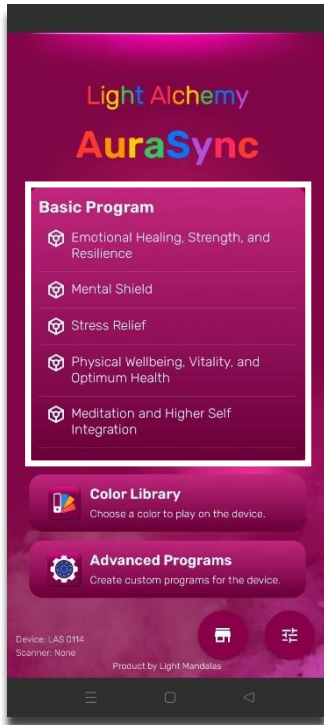 Light Alchemy
AuraSync
Basic Program
Emotional Healing, Strength, and
Resilience
Mental Shield
Stress Relief
Physical Wellbeing, Vitality, and
Optimum Health
Meditation and Higher Self
Integration
Color Library
Choose a color to play on the device.
Advanced Programs
Create custom programs for the device.
Device: LAS 0114
Scanner: None
Product by Light Mandalas